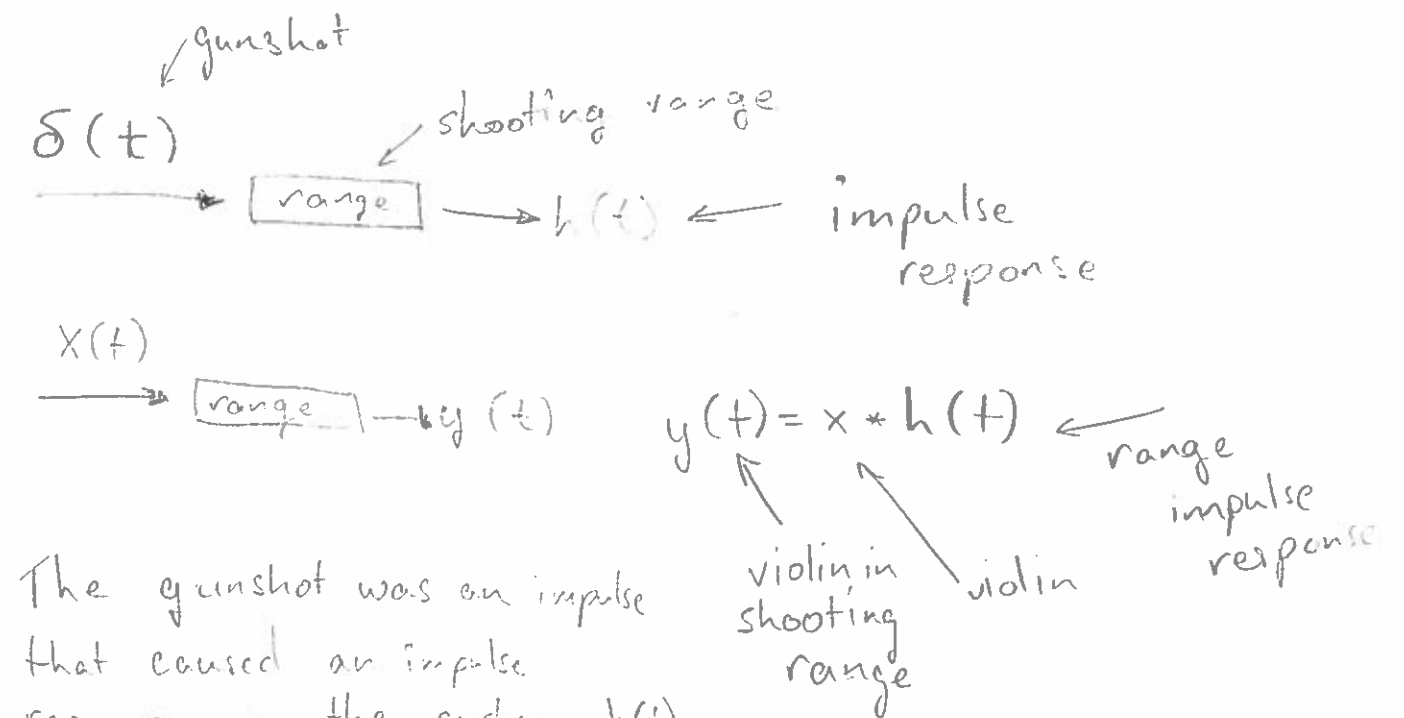 gunshot
δ(t)
shooting range
range
h(t)
impulse
response
X(t)
range
y(t)
y(t) = x * h(t)
range
impulse
response
violin in
shooting
range
violin
The gunshot was an impulse
that caused an impulse
the h(t)